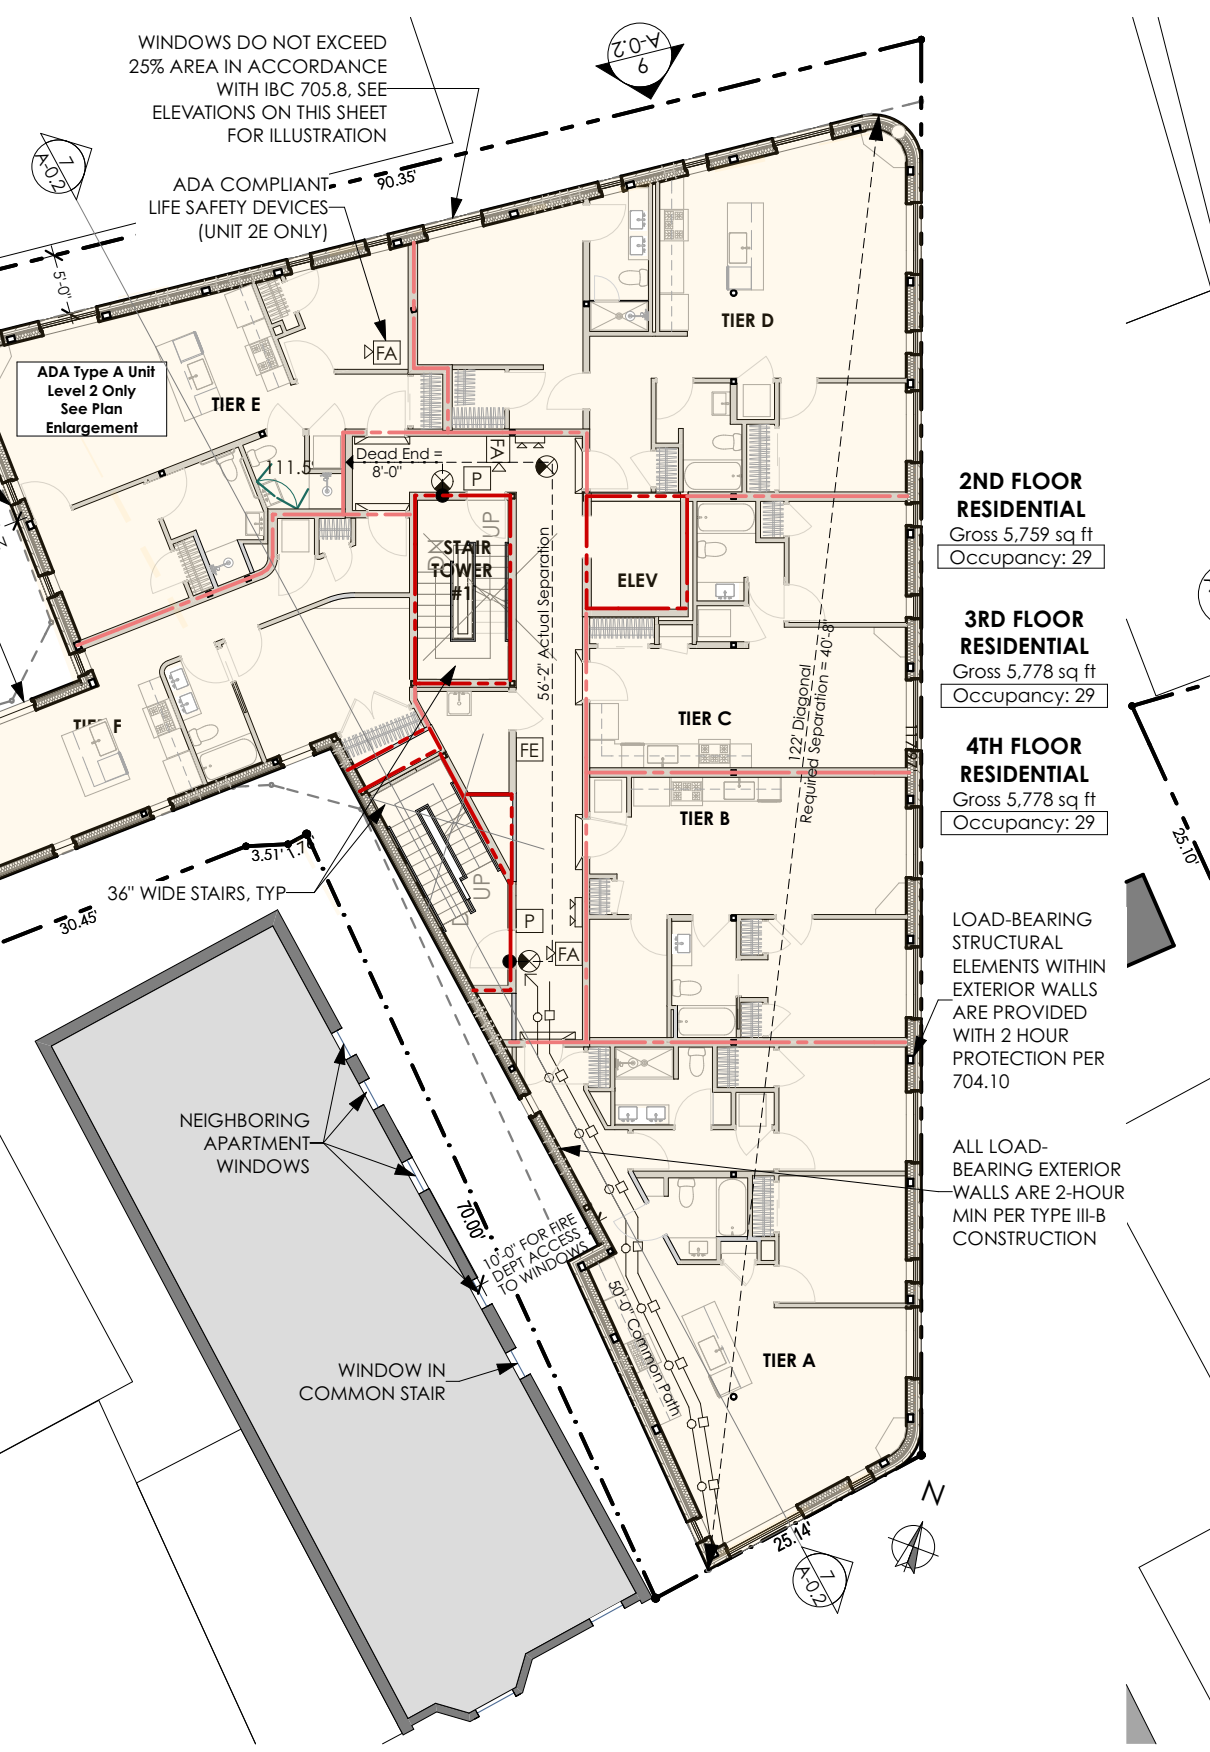 WINDOWS DO NOT EXCEED
25% AREA IN ACCORDANCE
WITH IBC 705.8, SEE
ELEVATIONS ON THIS SHEET
FOR ILLUSTRATION
9
A-0.2
7
A-0.2
90.35'
ADA COMPLIANT
LIFE SAFETY DEVICES
(UNIT 2E ONLY)
5'-0"
FA
TIER D
ADA Type A Unit
Level 2 Only
See Plan
Enlargement
TIER E
Dead End =
8'-0"
FA
P
111.5'
UP
STAIR
TOWER
#1
ELEV
56'-2" Actual Separation
2ND FLOOR
RESIDENTIAL
Gross 5,759 sq ft
Occupancy: 29
3RD FLOOR
RESIDENTIAL
Gross 5,778 sq ft
Occupancy: 29
4TH FLOOR
RESIDENTIAL
Gross 5,778 sq ft
Occupancy: 29
122' Diagonal
Required Separation = 40'-8"
TIER F
TIER C
FE
TIER B
3.51'
36" WIDE STAIRS, TYP
UP
30.45'
P
FA
25.10'
LOAD-BEARING
STRUCTURAL
ELEMENTS WITHIN
EXTERIOR WALLS
ARE PROVIDED
WITH 2 HOUR
PROTECTION PER
704.10
NEIGHBORING
APARTMENT
WINDOWS
ALL LOAD-
BEARING EXTERIOR
WALLS ARE 2-HOUR
MIN PER TYPE III-B
CONSTRUCTION
70.00'
10'-0" FOR FIRE
DEPT ACCESS
TO WINDOWS
50'-0" Common Path
WINDOW IN
COMMON STAIR
TIER A
N
25.14'
7
A-0.2